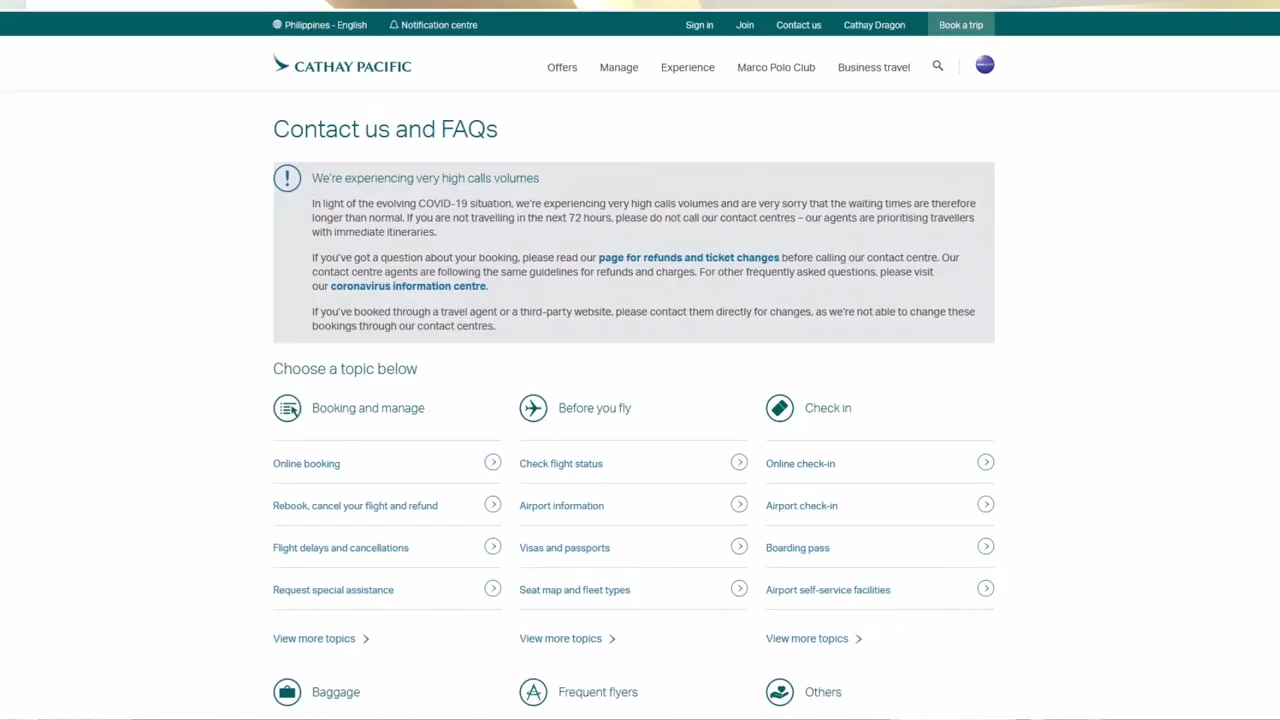 Philippines - English Notification centre Sign in Join Contact us Cathay Dragon Book a trip
CATHAY PACIFIC Offers Manage Experience Marco Polo Club Business travel
Contact us and FAQs
We're experiencing very high calls volumes
In light of the evolving COVID-19 situation, we're experiencing very high calls volumes and are very sorry that the waiting times are therefore
longer than normal. If you are not travelling in the next 72 hours, please do not call our contact centres – our agents are prioritising travellers
with immediate itineraries.
If you've got a question about your booking, please read our page for refunds and ticket changes before calling our contact centre. Our
contact centre agents are following the same guidelines for refunds and charges. For other frequently asked questions, please visit
our coronavirus information centre.
If you've booked through a travel agent or a third-party website, please contact them directly for changes, as we're not able to change these
bookings through our contact centres.
Choose a topic below
Booking and manage Before you fly Check in
Online booking Check flight status Online check-in
Rebook, cancel your flight and refund Airport information Airport check-in
Flight delays and cancellations Visas and passports Boarding pass
Request special assistance Seat map and fleet types Airport self-service facilities
View more topics View more topics View more topics
Baggage Frequent flyers Others